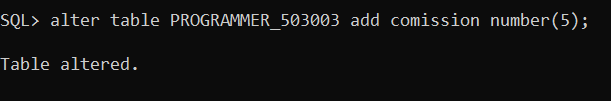 SQL> alter table PROGRAMMER_503003 add comission number(5);
Table altered.